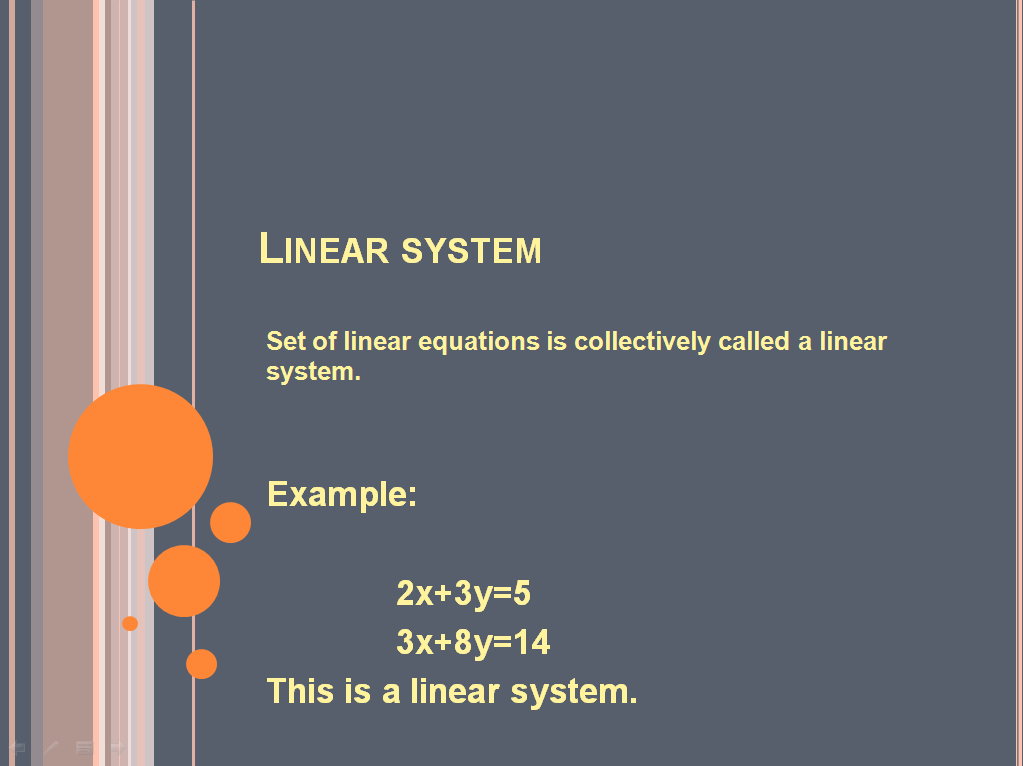 LINEAR SYSTEM
Set of linear equations is collectively called a linear
system.
Example:
2x+3y=5
3x+8y=14
This is a linear system.